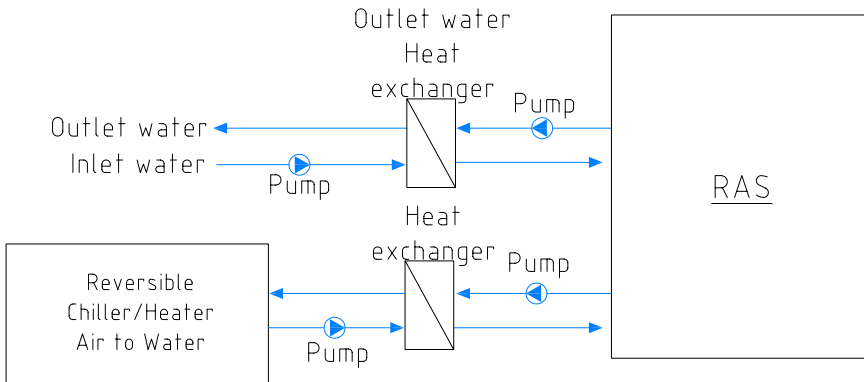 Outlet water
Heat
exchanger
Pump
Outlet water
Inlet water
Pump
RAS
Heat
exchanger
Pump
Reversible
Chiller/Heater
Air to Water
Pump